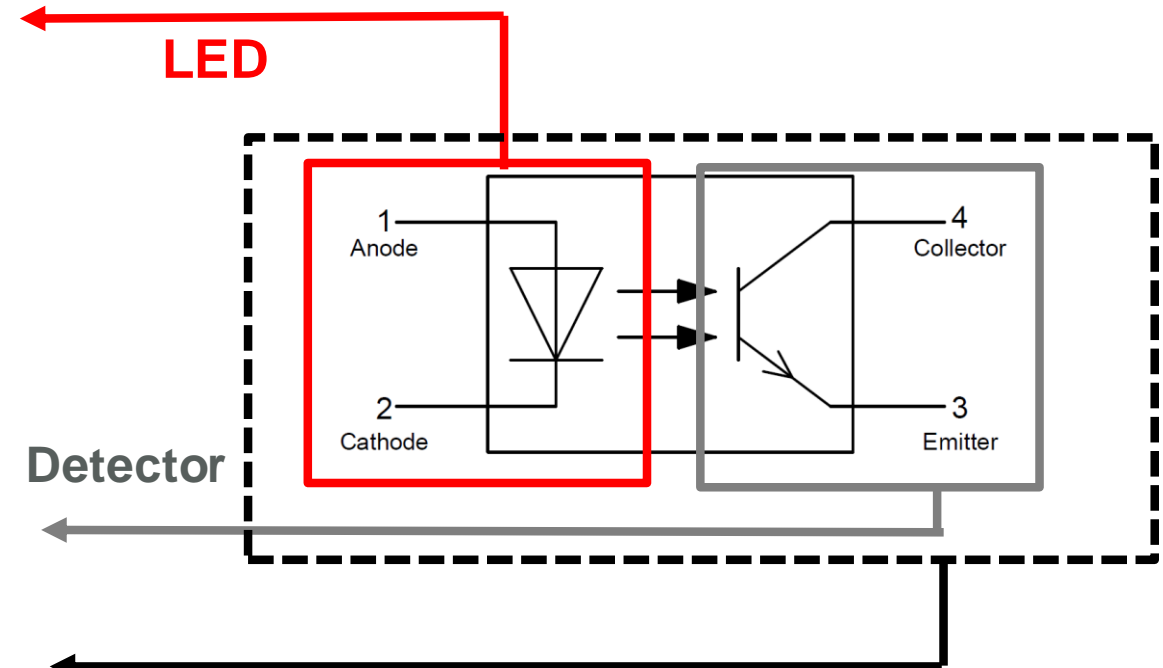 LED
1
Anode
4
Collector
2
Cathode
3
Emitter
Detector